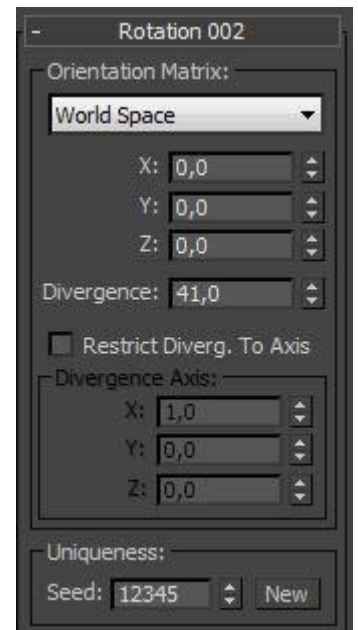 - Rotation 002
Orientation Matrix:
World Space
X: 0,0
Y: 0,0
Z: 0,0
Divergence: 41,0
Restrict Diverg. To Axis
Divergence Axis:
X: 1,0
Y: 0,0
Z: 0,0
Uniqueness:
Seed: 12345 New